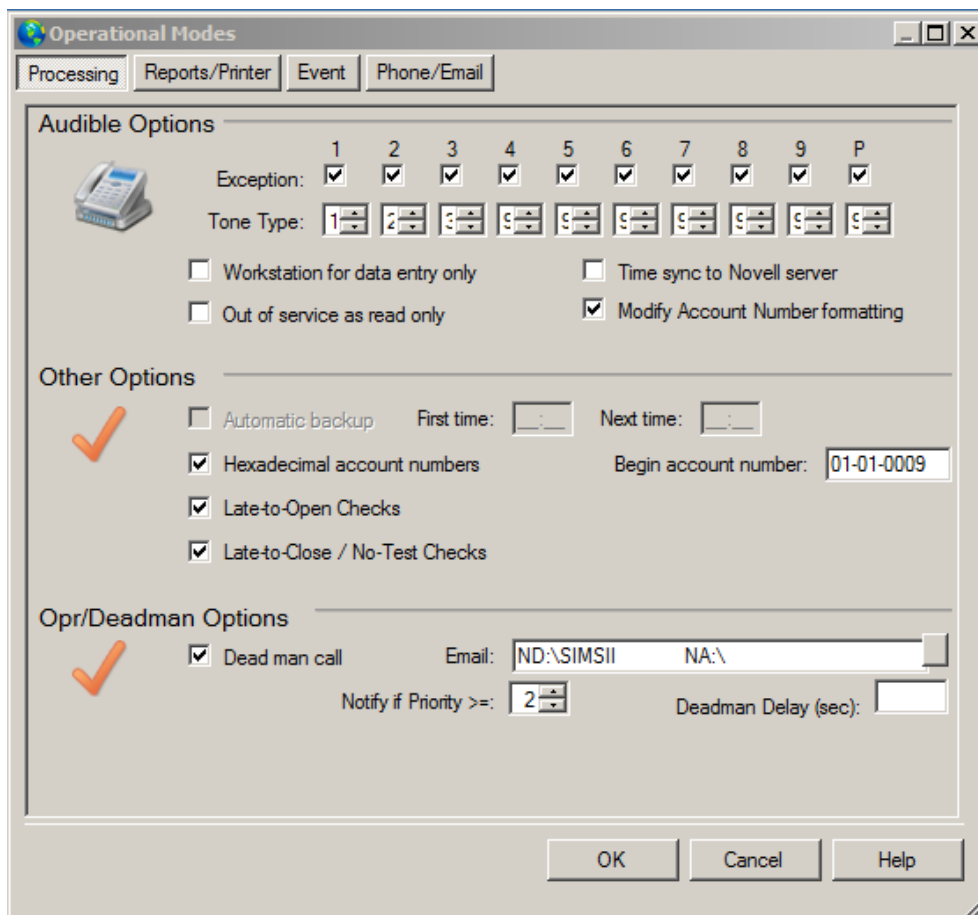 Operational Modes
Processing Reports/Printer Event Phone/Email
Audible Options
1 2 3 4 5 6 7 8 9 P
Exception:
Tone Type: 1 2
Workstation for data entry only Time sync to Novell server
Out of service as read only Modify Account Number formatting
Other Options
Automatic backup First time: __:__ Next time: __:__
Hexadecimal account numbers Begin account number: 01-01-0009
Late-to-Open Checks
Late-to-Close / No-Test Checks
Opr/Deadman Options
Dead man call Email: ND:\SIMSII NA:\
Notify if Priority >=: 2 Deadman Delay (sec):
OK Cancel Help